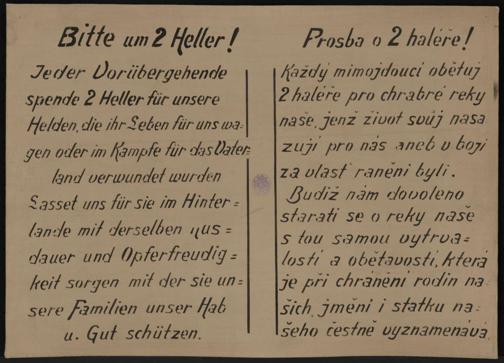 Bitte um 2 Heller!
Jeder Vorübergehende
spende 2 Heller für unsere
Helden, die ihr Leben für uns wa=
gen oder im Kampfe für das Vater=
land verwundet wurden
Lasset uns für sie im Hinter=
lande mit derselben Aus=
dauer und Opferfreudig=
keit sorgen mit der sie un=
sere Familien unser Hab
u. Gut schützen.
Prosba o 2 haléře!
Každý mimojdoucí obětuj
2 haléře pro chrabré reky
naše, jenž život svůj nasa
zují pro nás aneb v boji
za vlast raněni byli.
Budiž nám dovoleno
starati se o reky naše
s tou samou vytrva=
lostí a obětavostí, která
je při chránění rodin na
šich, jmění i statku na=
šeho čestně vyznamenává